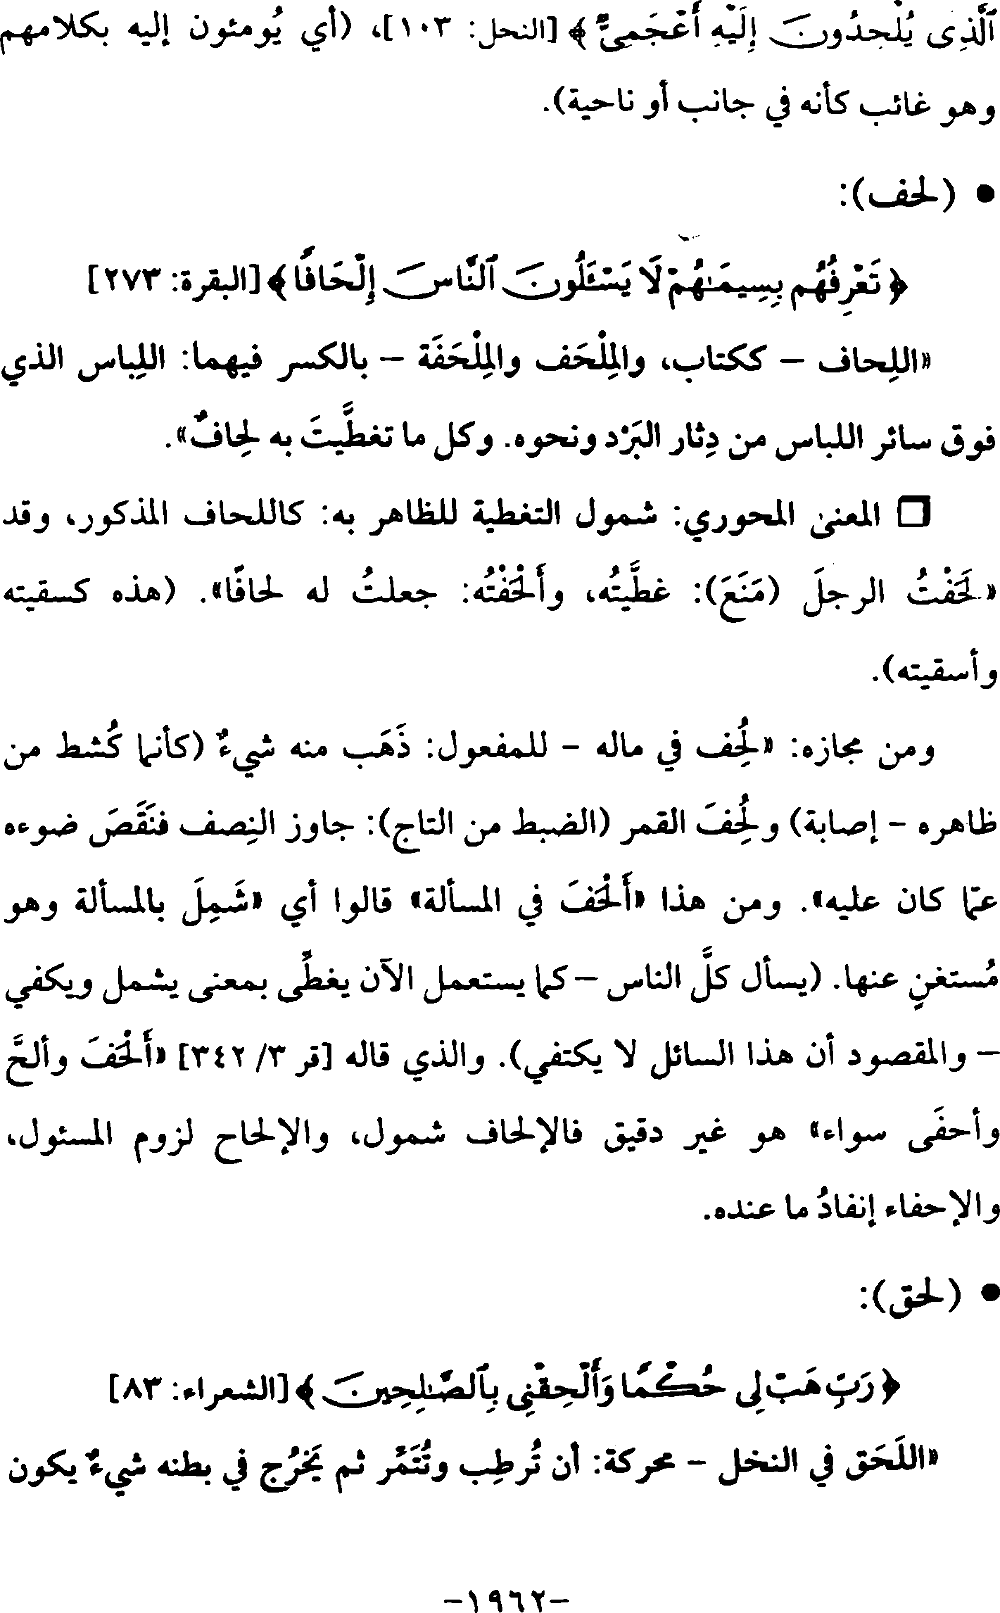 ٱلَّذِى يُلْحِدُونَ إِلَيْهِ أَعْجَمِىٌّ ﴾ [النحل: ١٠٣]، (أي يُومئون إليه بكلامهم
وهو غائب كأنه في جانب أو ناحية).
• (لحف):
﴿ تَعْرِفُهُم بِسِيمَـٰهُمْ لَا يَسْـَٔلُونَ ٱلنَّاسَ إِلْحَافًا ﴾ [البقرة: ٢٧٣]
«اللِحاف – ككتاب، والمِلْحَف والمِلْحَفَة – بالكسر فيهما: اللِباس الذي
فوق سائر اللباس من دِثار البَرْد ونحوه. وكل ما تغطَّيتَ به لِحافٌ».
❒ المعنى المحوري: شمول التغطية للظاهر به: كاللحاف المذكور، وقد
«لَحَفْتُ الرجلَ (مَنَعَ): غطَّيتُه، وأَلْحَفْتُه: جعلتُ له لحافًا». (هذه كسقيته
وأسقيته).
ومن مجازه: «لُحِف في ماله – للمفعول: ذَهَب منه شيءٌ (كأنما كُشط من
ظاهره – إصابة) ولُحِفَ القمر (الضبط من التاج): جاوز النِصف فنَقَصَ ضوءه
عمّا كان عليه». ومن هذا «أَلْحَفَ في المسألة» قالوا أي «شَمِلَ بالمسألة وهو
مُستغنٍ عنها. (يسأل كلَّ الناس – كما يستعمل الآن يغطِّى بمعنى يشمل ويكفي
– والمقصود أن هذا السائل لا يكتفي). والذي قاله [قر ٣/ ٣٤٢] «أَلْحَفَ وألحَّ
وأحفَى سواء» هو غير دقيق فالإلحاف شمول، والإلحاح لزوم المسئول،
والإحفاء إنفادُ ما عنده.
• (لحق):
﴿ رَبِّ هَبْ لِى حُكْمًا وَأَلْحِقْنِى بِٱلصَّـٰلِحِينَ ﴾ [الشعراء: ٨٣]
«اللَحَق في النخل – محركة: أن تُرطِب وتُتَمِّر ثم يَخرُج في بطنه شيءٌ يكون
-١٩٦٢-